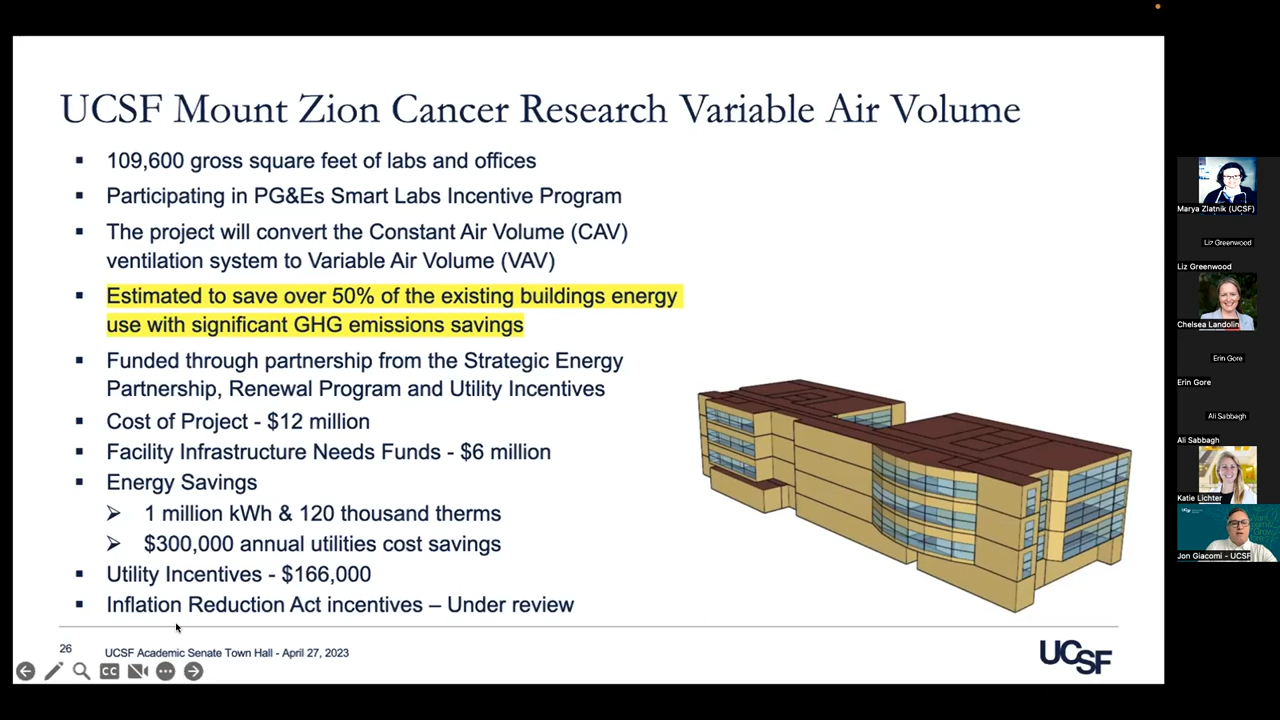 UCSF Mount Zion Cancer Research Variable Air Volume
▪ 109,600 gross square feet of labs and offices
▪ Participating in PG&Es Smart Labs Incentive Program
▪ The project will convert the Constant Air Volume (CAV)
ventilation system to Variable Air Volume (VAV)
▪ Estimated to save over 50% of the existing buildings energy
use with significant GHG emissions savings
▪ Funded through partnership from the Strategic Energy
Partnership, Renewal Program and Utility Incentives
▪ Cost of Project - $12 million
▪ Facility Infrastructure Needs Funds - $6 million
▪ Energy Savings
➢ 1 million kWh & 120 thousand therms
➢ $300,000 annual utilities cost savings
▪ Utility Incentives - $166,000
▪ Inflation Reduction Act incentives – Under review
26
UCSF Academic Senate Town Hall - April 27, 2023
UCSF
CC
Marya Zlatnik (UCSF)
Liz Greenwood
Liz Greenwood
Chelsea Landolin
Erin Gore
Erin Gore
Ali Sabbagh
Ali Sabbagh
Katie Lichter
Jon Giacomi - UCSF